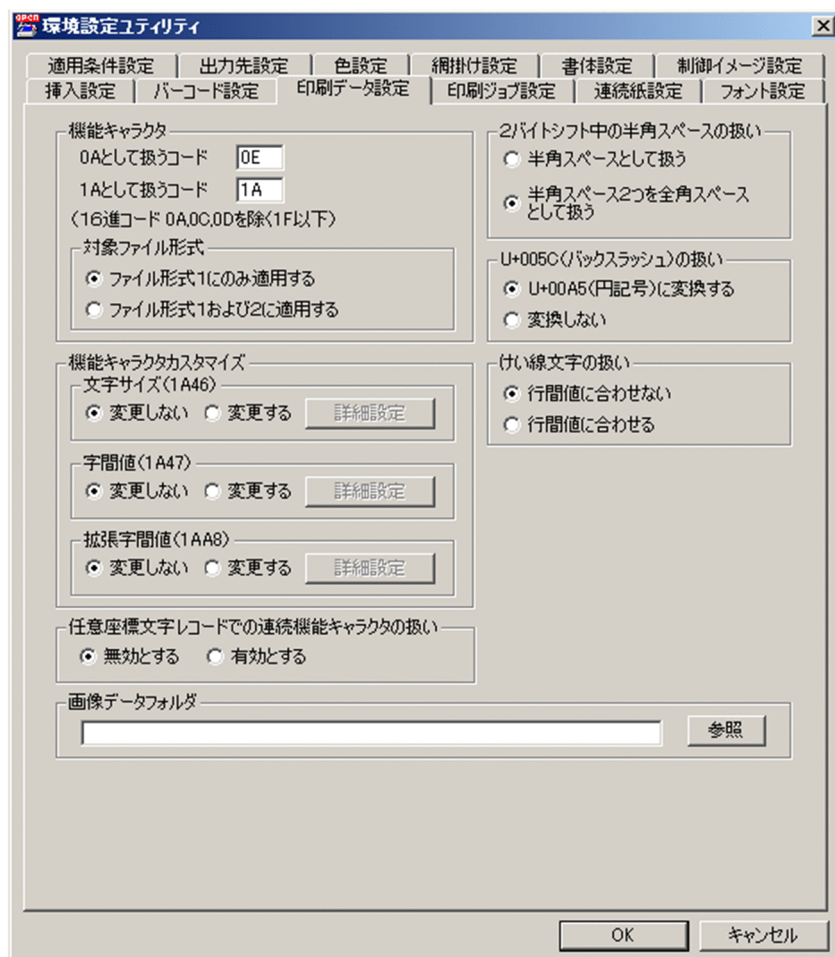 OPEN 環境設定ユティリティ
適用条件設定 出力先設定 色設定 網掛け設定 書体設定 制御イメージ設定
挿入設定 バーコード設定 印刷データ設定 印刷ジョブ設定 連続紙設定 フォント設定
機能キャラクタ
0Aとして扱うコード 0E
1Aとして扱うコード 1A
(16進コード 0A,0C,0Dを除く1F以下)
対象ファイル形式
ファイル形式1にのみ適用する
ファイル形式1および2に適用する
機能キャラクタカスタマイズ
文字サイズ(1A46)
変更しない 変更する 詳細設定
字間値(1A47)
変更しない 変更する 詳細設定
拡張字間値(1AA8)
変更しない 変更する 詳細設定
2バイトシフト中の半角スペースの扱い
半角スペースとして扱う
半角スペース2つを全角スペース
として扱う
U+005C(バックスラッシュ)の扱い
U+00A5(円記号)に変換する
変換しない
けい線文字の扱い
行間値に合わせない
行間値に合わせる
任意座標文字レコードでの連続機能キャラクタの扱い
無効とする 有効とする
画像データフォルダ
参照
OK キャンセル